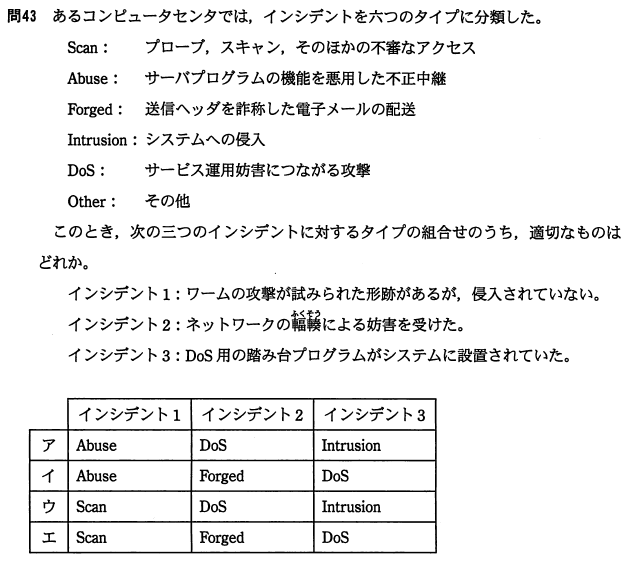 問43 あるコンピュータセンタでは，インシデントを六つのタイプに分類した。
Scan： プローブ，スキャン，そのほかの不審なアクセス
Abuse： サーバプログラムの機能を悪用した不正中継
Forged： 送信ヘッダを詐称した電子メールの配送
Intrusion：システムへの侵入
DoS： サービス運用妨害につながる攻撃
Other： その他
このとき，次の三つのインシデントに対するタイプの組合せのうち，適切なものは
どれか。
インシデント1：ワームの攻撃が試みられた形跡があるが，侵入されていない。
ふくそう
インシデント2：ネットワークの輻輳による妨害を受けた。
インシデント3：DoS用の踏み台プログラムがシステムに設置されていた。
インシデント1 インシデント2 インシデント3
ア Abuse DoS Intrusion
イ Abuse Forged DoS
ウ Scan DoS Intrusion
エ Scan Forged DoS